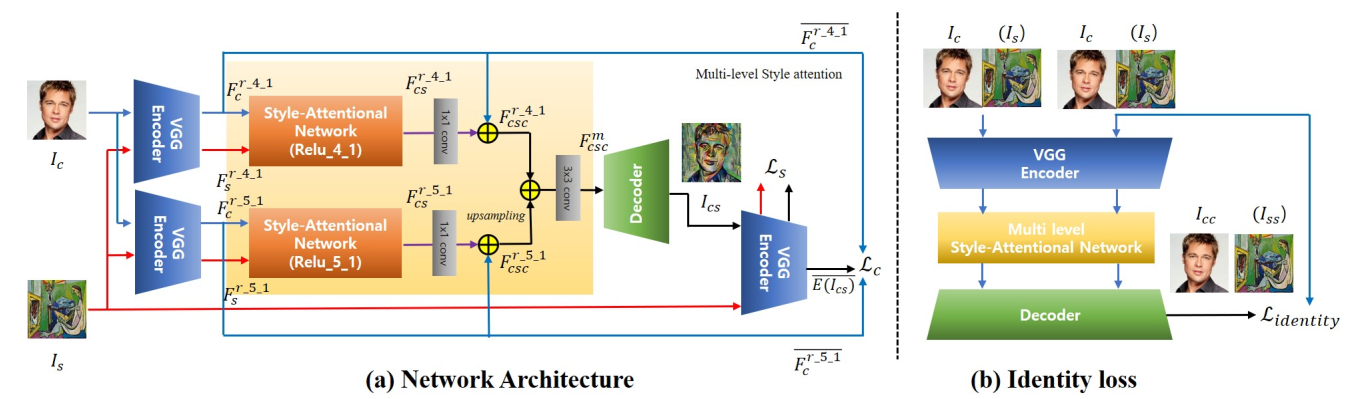 $\overline{F_c^{r\_4\_1}}$
Multi-level Style attention
$I_c$
VGG Encoder
$F_c^{r\_4\_1}$
Style-Attentional
Network
(Relu_4_1)
$F_{cs}^{r\_4\_1}$
1x1 conv
$F_{csc}^{r\_4\_1}$
$F_s^{r\_4\_1}$
VGG Encoder
$F_c^{r\_5\_1}$
Style-Attentional
Network
(Relu_5_1)
$F_{cs}^{r\_5\_1}$
1x1 conv
upsampling
$F_{csc}^{r\_5\_1}$
$F_s^{r\_5\_1}$
3x3 conv
$F_{csc}^{m}$
Decoder
$I_{cs}$
$\mathcal{L}_s$
VGG Encoder
$\overline{E(I_{cs})}$
$\mathcal{L}_c$
$I_s$
$\overline{F_c^{r\_5\_1}}$
(a) Network Architecture
$I_c$ $(I_s)$ $I_c$ $(I_s)$
VGG
Encoder
Multi level
Style-Attentional Network
$I_{cc}$ $(I_{ss})$
Decoder
$\mathcal{L}_{identity}$
(b) Identity loss